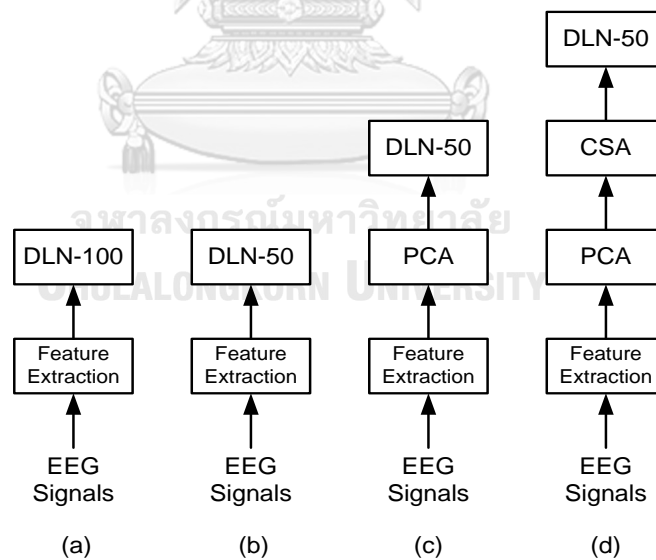 DLN-50
DLN-50
CSA
จุฬาลงกรณ์มหาวิทยาลัย
DLN-100
DLN-50
PCA
PCA
CHULALONGKORN UNIVERSITY
Feature
Extraction
Feature
Extraction
Feature
Extraction
Feature
Extraction
EEG
Signals
EEG
Signals
EEG
Signals
EEG
Signals
(a)
(b)
(c)
(d)